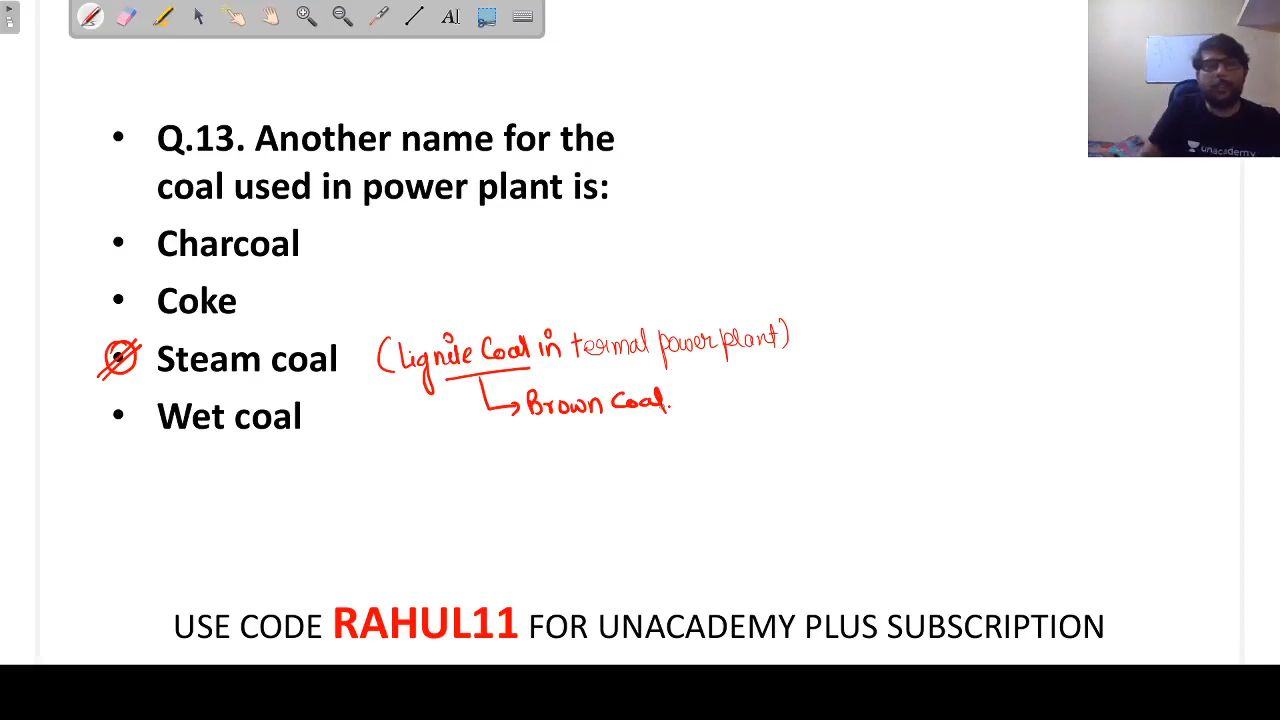 • Q.13. Another name for the
coal used in power plant is:
• Charcoal
• Coke
• Steam coal (Lignite Coal in termal power plant)
Brown Coal.
• Wet coal
USE CODE RAHUL11 FOR UNACADEMY PLUS SUBSCRIPTION
unacademy